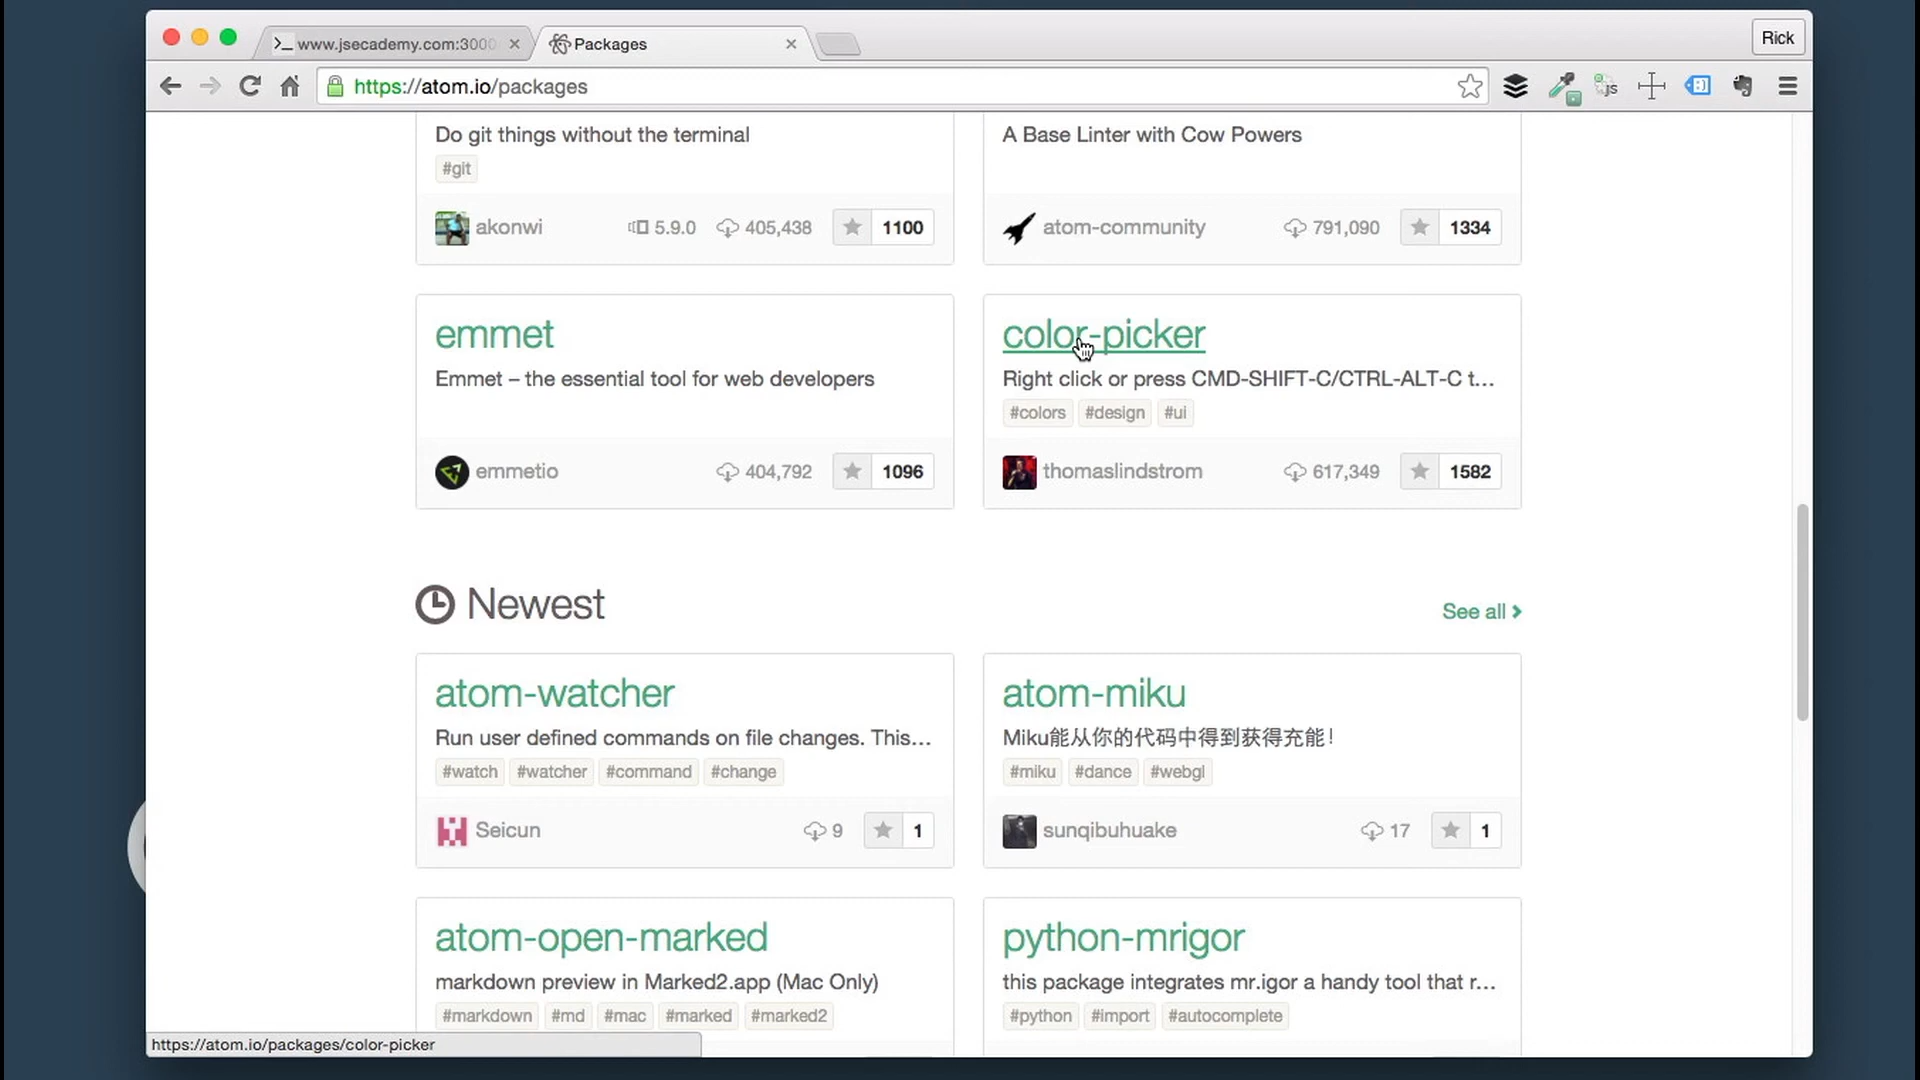 www.jsecademy.com:3000
Packages
Rick
https://atom.io/packages
js
Do git things without the terminal
#git
akonwi 5.9.0 405,438 1100
A Base Linter with Cow Powers
atom-community 791,090 1334
emmet
Emmet – the essential tool for web developers
emmetio 404,792 1096
color-picker
Right click or press CMD-SHIFT-C/CTRL-ALT-C t...
#colors #design #ui
thomaslindstrom 617,349 1582
Newest
See all
atom-watcher
Run user defined commands on file changes. This...
#watch #watcher #command #change
Seicun 9 1
atom-miku
Miku能从你的代码中得到获得充能！
#miku #dance #webgl
sunqibuhuake 17 1
atom-open-marked
markdown preview in Marked2.app (Mac Only)
#markdown #md #mac #marked #marked2
python-mrigor
this package integrates mr.igor a handy tool that r...
#python #import #autocomplete
https://atom.io/packages/color-picker